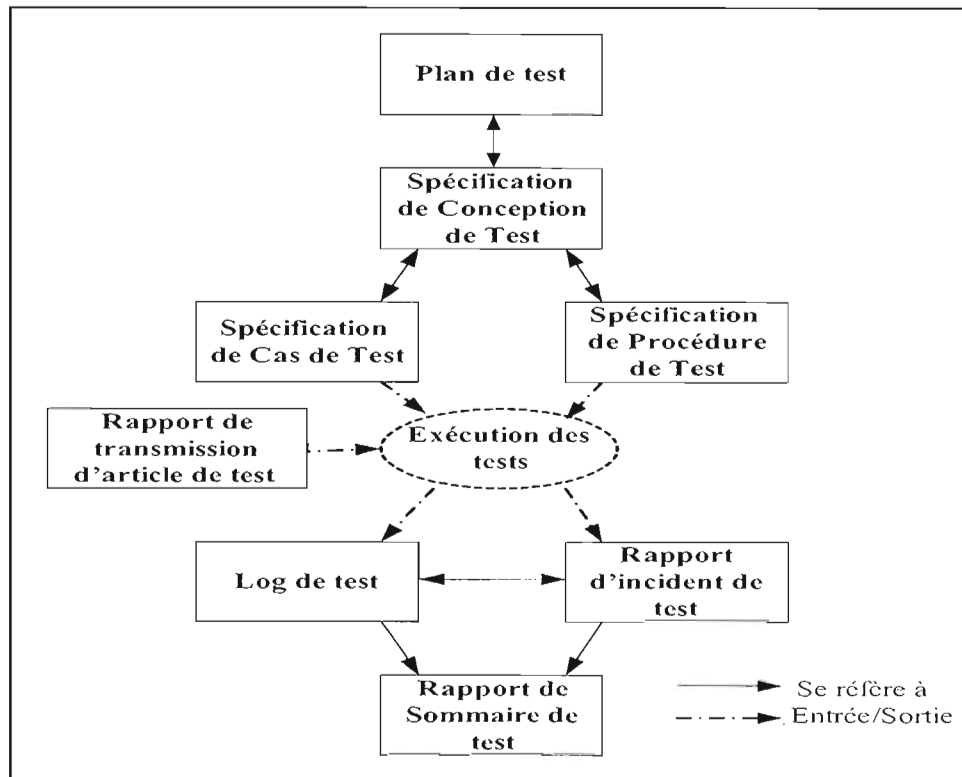 Plan de test
Spécification
de Conception
de Test
Spécification
de Cas de Test
Spécification
de Procédure
de Test
Rapport de
transmission
d'article de test
Exécution des
tests
Log de test
Rapport
d'incident de
test
Rapport de
Sommaire de
test
Se réfère à
Entrée/Sortie